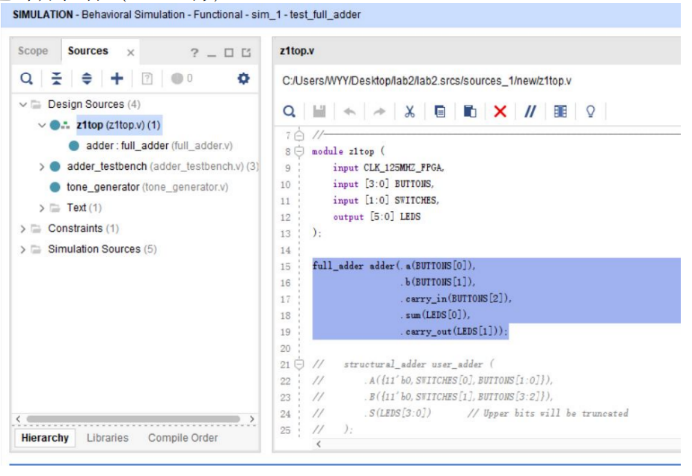 SIMULATION - Behavioral Simulation - Functional - sim_1 - test_full_adder
Scope Sources × ? _ □
Design Sources (4)
z1top (z1top.v) (1)
adder : full_adder (full_adder.v)
adder_testbench (adder_testbench.v) (3)
tone_generator (tone_generator.v)
Text (1)
Constraints (1)
Simulation Sources (5)
Hierarchy Libraries Compile Order
z1top.v
C:/Users/WYY/Desktop/lab2/lab2.srcs/sources_1/new/z1top.v
7 //
8 module z1top (
9 input CLK_125MHZ_FPGA,
10 input [3:0] BUTTONS,
11 input [1:0] SWITCHES,
12 output [5:0] LEDS
13 );
14
15 full_adder adder(.a(BUTTONS[0]),
16 .b(BUTTONS[1]),
17 .carry_in(BUTTONS[2]),
18 .sum(LEDS[0]),
19 .carry_out(LEDS[1]));
20
21 // structural_adder user_adder (
22 // .A({11'b0,SWITCHES[0],BUTTONS[1:0]}),
23 // .B({11'b0,SWITCHES[1],BUTTONS[3:2]}),
24 // .S(LEDS[3:0]) // Upper bits will be truncated
25 // );